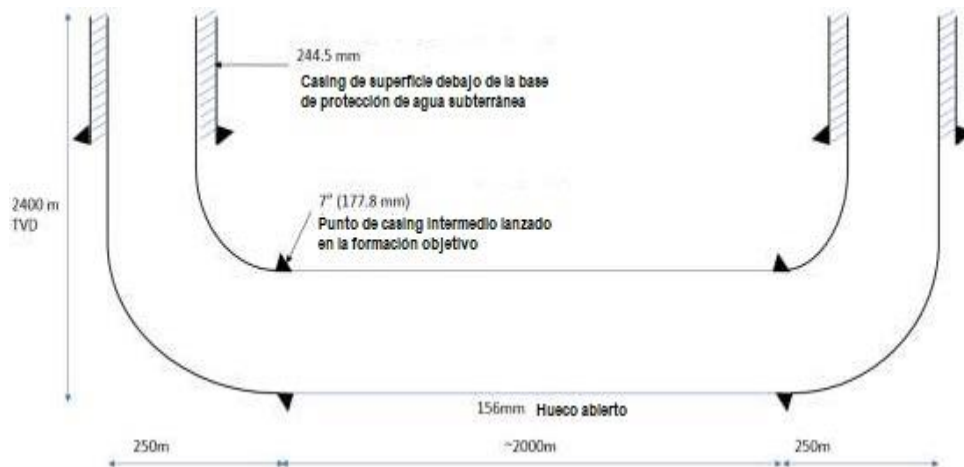 244.5 mm
Casing de superficie debajo de la base
de protección de agua subterránea
2400 m
TVD
7" (177.8 mm)
Punto de casing intermedio lanzado
en la formación objetivo
156mm Hueco abierto
250m
~2000m
250m